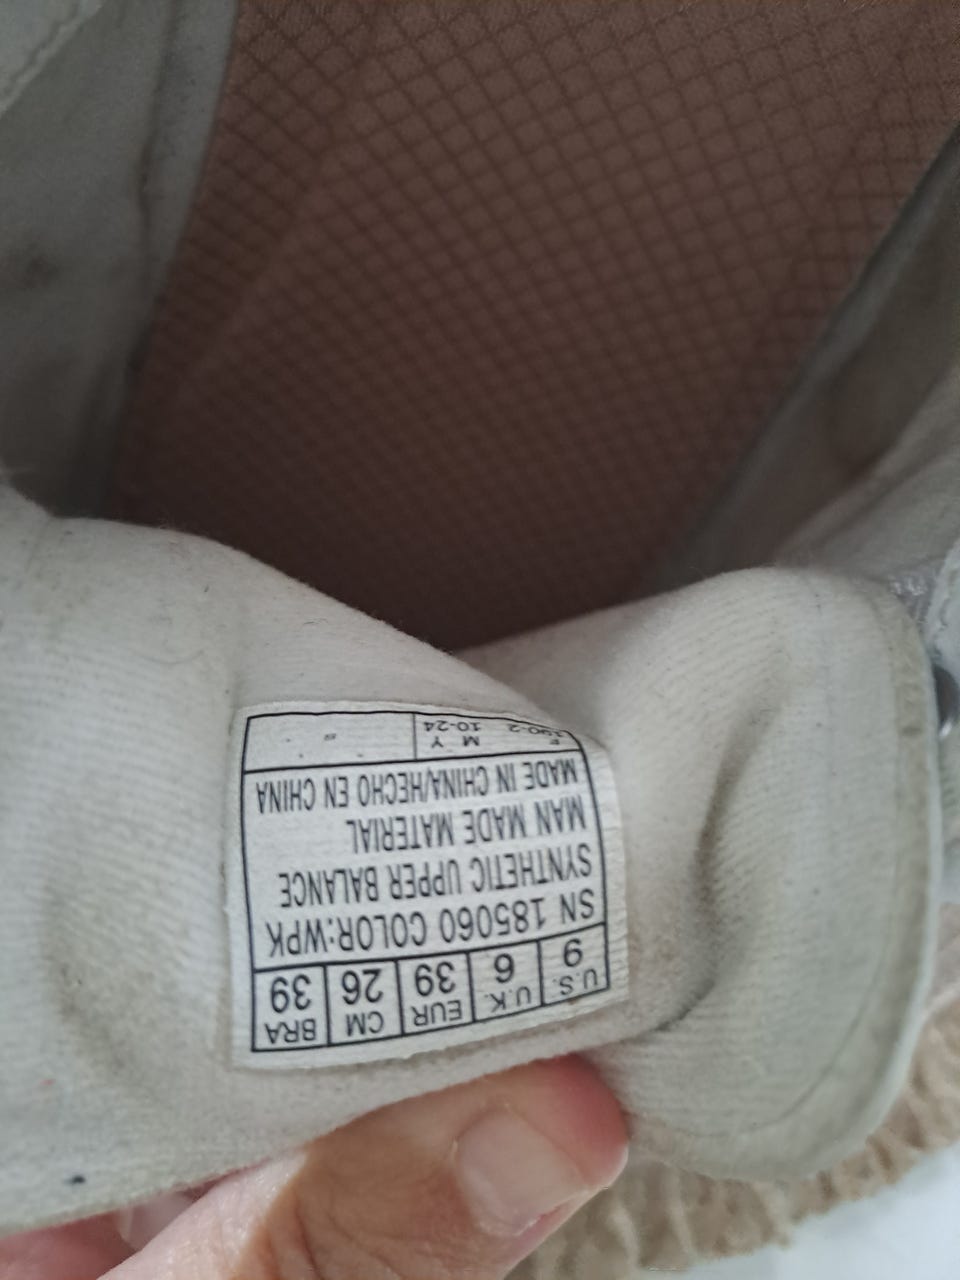 U.S. U.K. EUR CM BRA
9 6 39 26 39
SN 185060 COLOR:WPK
SYNTHETIC UPPER BALANCE
MAN MADE MATERIAL
MADE IN CHINA/HECHO EN CHINA
M Y
10-24